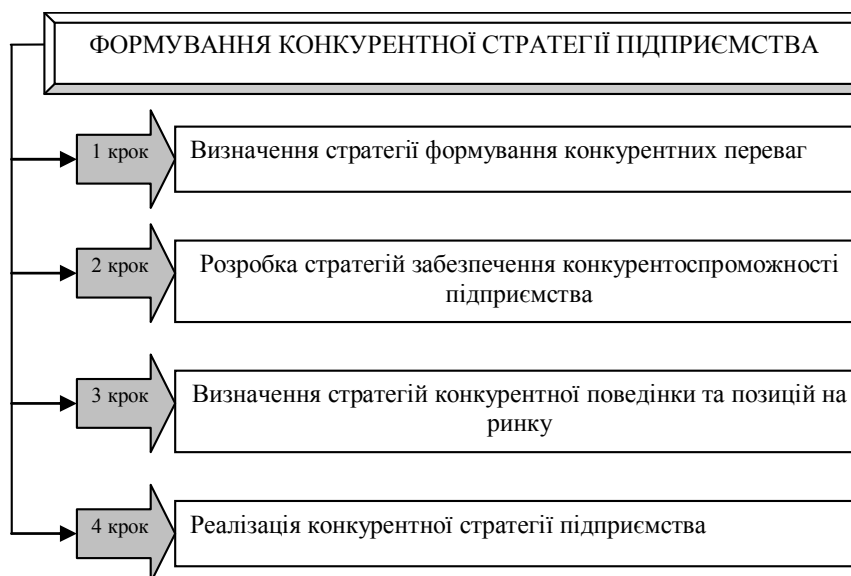 ФОРМУВАННЯ КОНКУРЕНТНОЇ СТРАТЕГІЇ ПІДПРИЄМСТВА
1 крок
Визначення стратегії формування конкурентних переваг
2 крок
Розробка стратегій забезпечення конкурентоспроможності
підприємства
3 крок
Визначення стратегій конкурентної поведінки та позицій на
ринку
4 крок
Реалізація конкурентної стратегії підприємства